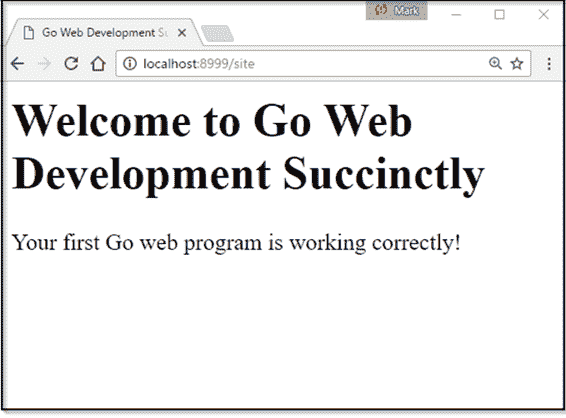 Mark
Go Web Development Su
localhost:8999/site
Welcome to Go Web
Development Succinctly
Your first Go web program is working correctly!